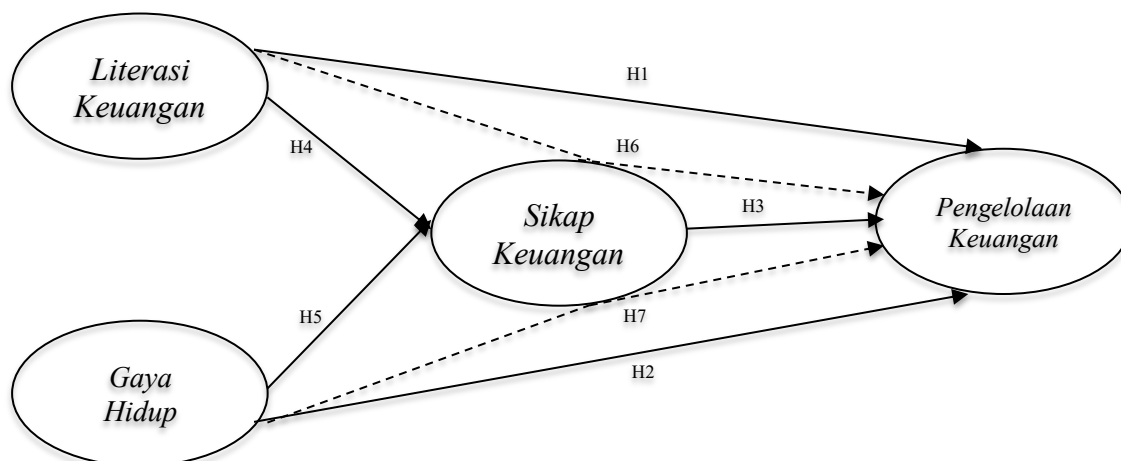 Literasi
Keuangan
H1
H4
H6
Sikap
Keuangan
H3
Pengelolaan
Keuangan
H5
H7
Gaya
Hidup
H2